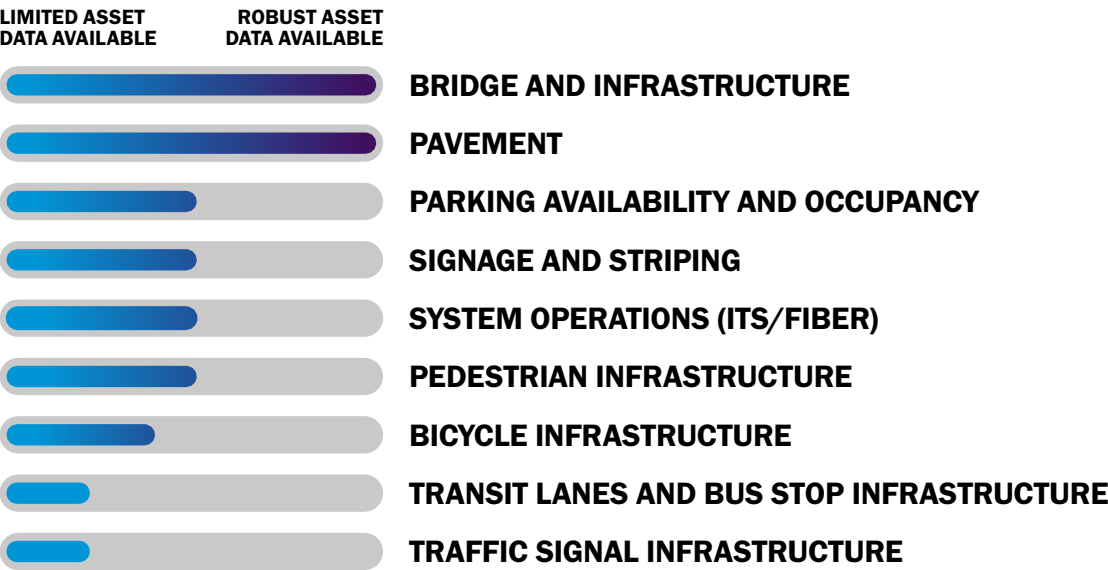 LIMITED ASSET
DATA AVAILABLE
ROBUST ASSET
DATA AVAILABLE
BRIDGE AND INFRASTRUCTURE
PAVEMENT
PARKING AVAILABILITY AND OCCUPANCY
SIGNAGE AND STRIPING
SYSTEM OPERATIONS (ITS/FIBER)
PEDESTRIAN INFRASTRUCTURE
BICYCLE INFRASTRUCTURE
TRANSIT LANES AND BUS STOP INFRASTRUCTURE
TRAFFIC SIGNAL INFRASTRUCTURE